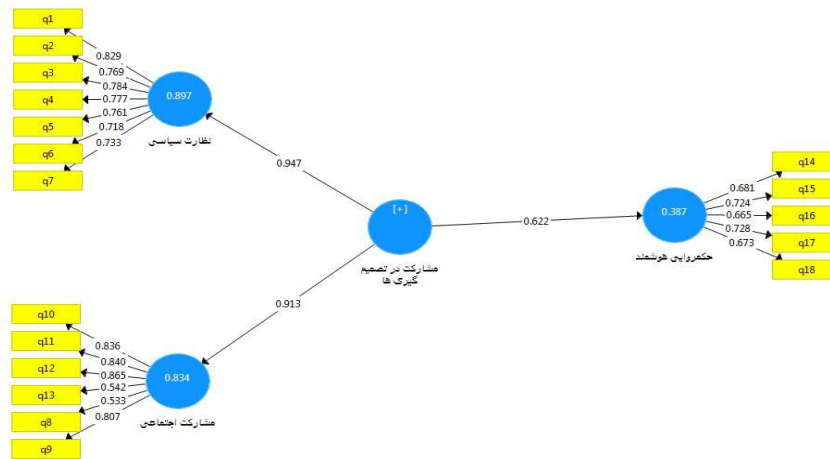 q1
q2
q3
q4
q5
q6
q7
0.829
0.769
0.784
0.777
0.761
0.718
0.733
0.897
نظارت سیاسی
0.947
[+]
مشارکت در تصمیم
گیری ها
0.622
0.387
حکمروایی هوشمند
0.681
0.724
0.665
0.728
0.673
q14
q15
q16
q17
q18
0.913
q10
q11
q12
q13
q8
q9
0.836
0.840
0.865
0.542
0.533
0.807
0.834
مشارکت اجتماعی